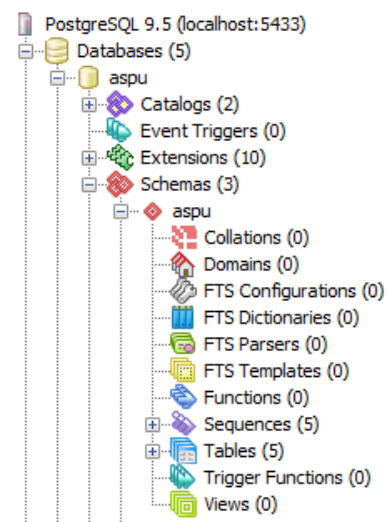 PostgreSQL 9.5 (localhost:5433)
Databases (5)
aspu
Catalogs (2)
Event Triggers (0)
Extensions (10)
Schemas (3)
aspu
Collations (0)
Domains (0)
FTS Configurations (0)
FTS Dictionaries (0)
FTS Parsers (0)
FTS Templates (0)
Functions (0)
Sequences (5)
Tables (5)
Trigger Functions (0)
Views (0)